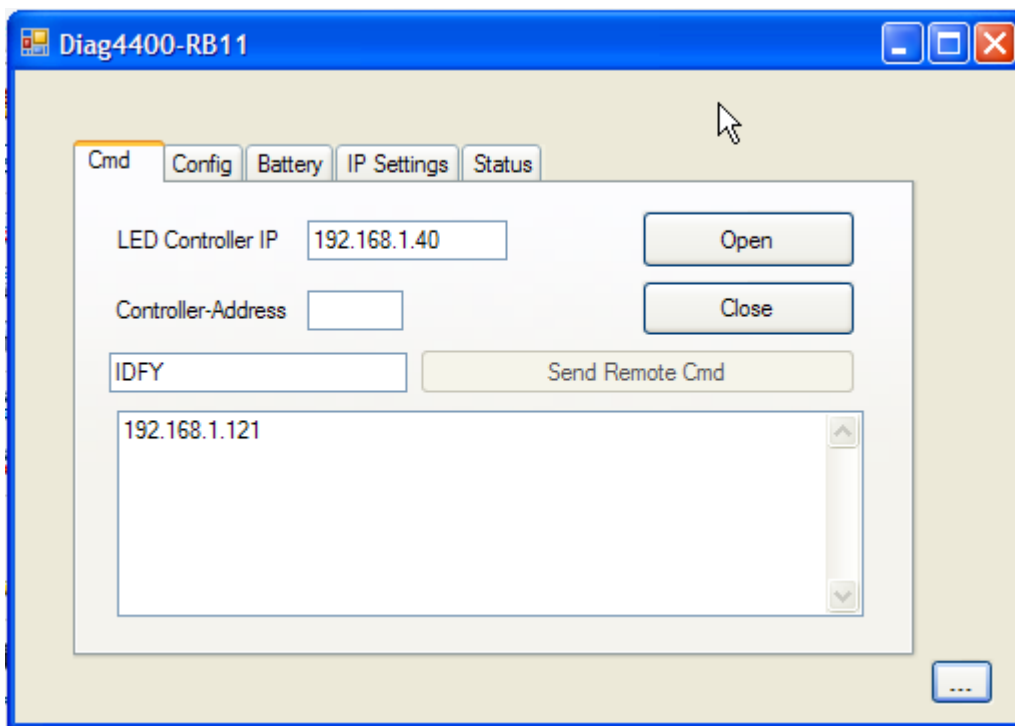 Diag4400-RB11
Cmd Config Battery IP Settings Status
LED Controller IP 192.168.1.40 Open
Controller-Address Close
IDFY Send Remote Cmd
192.168.1.121
...